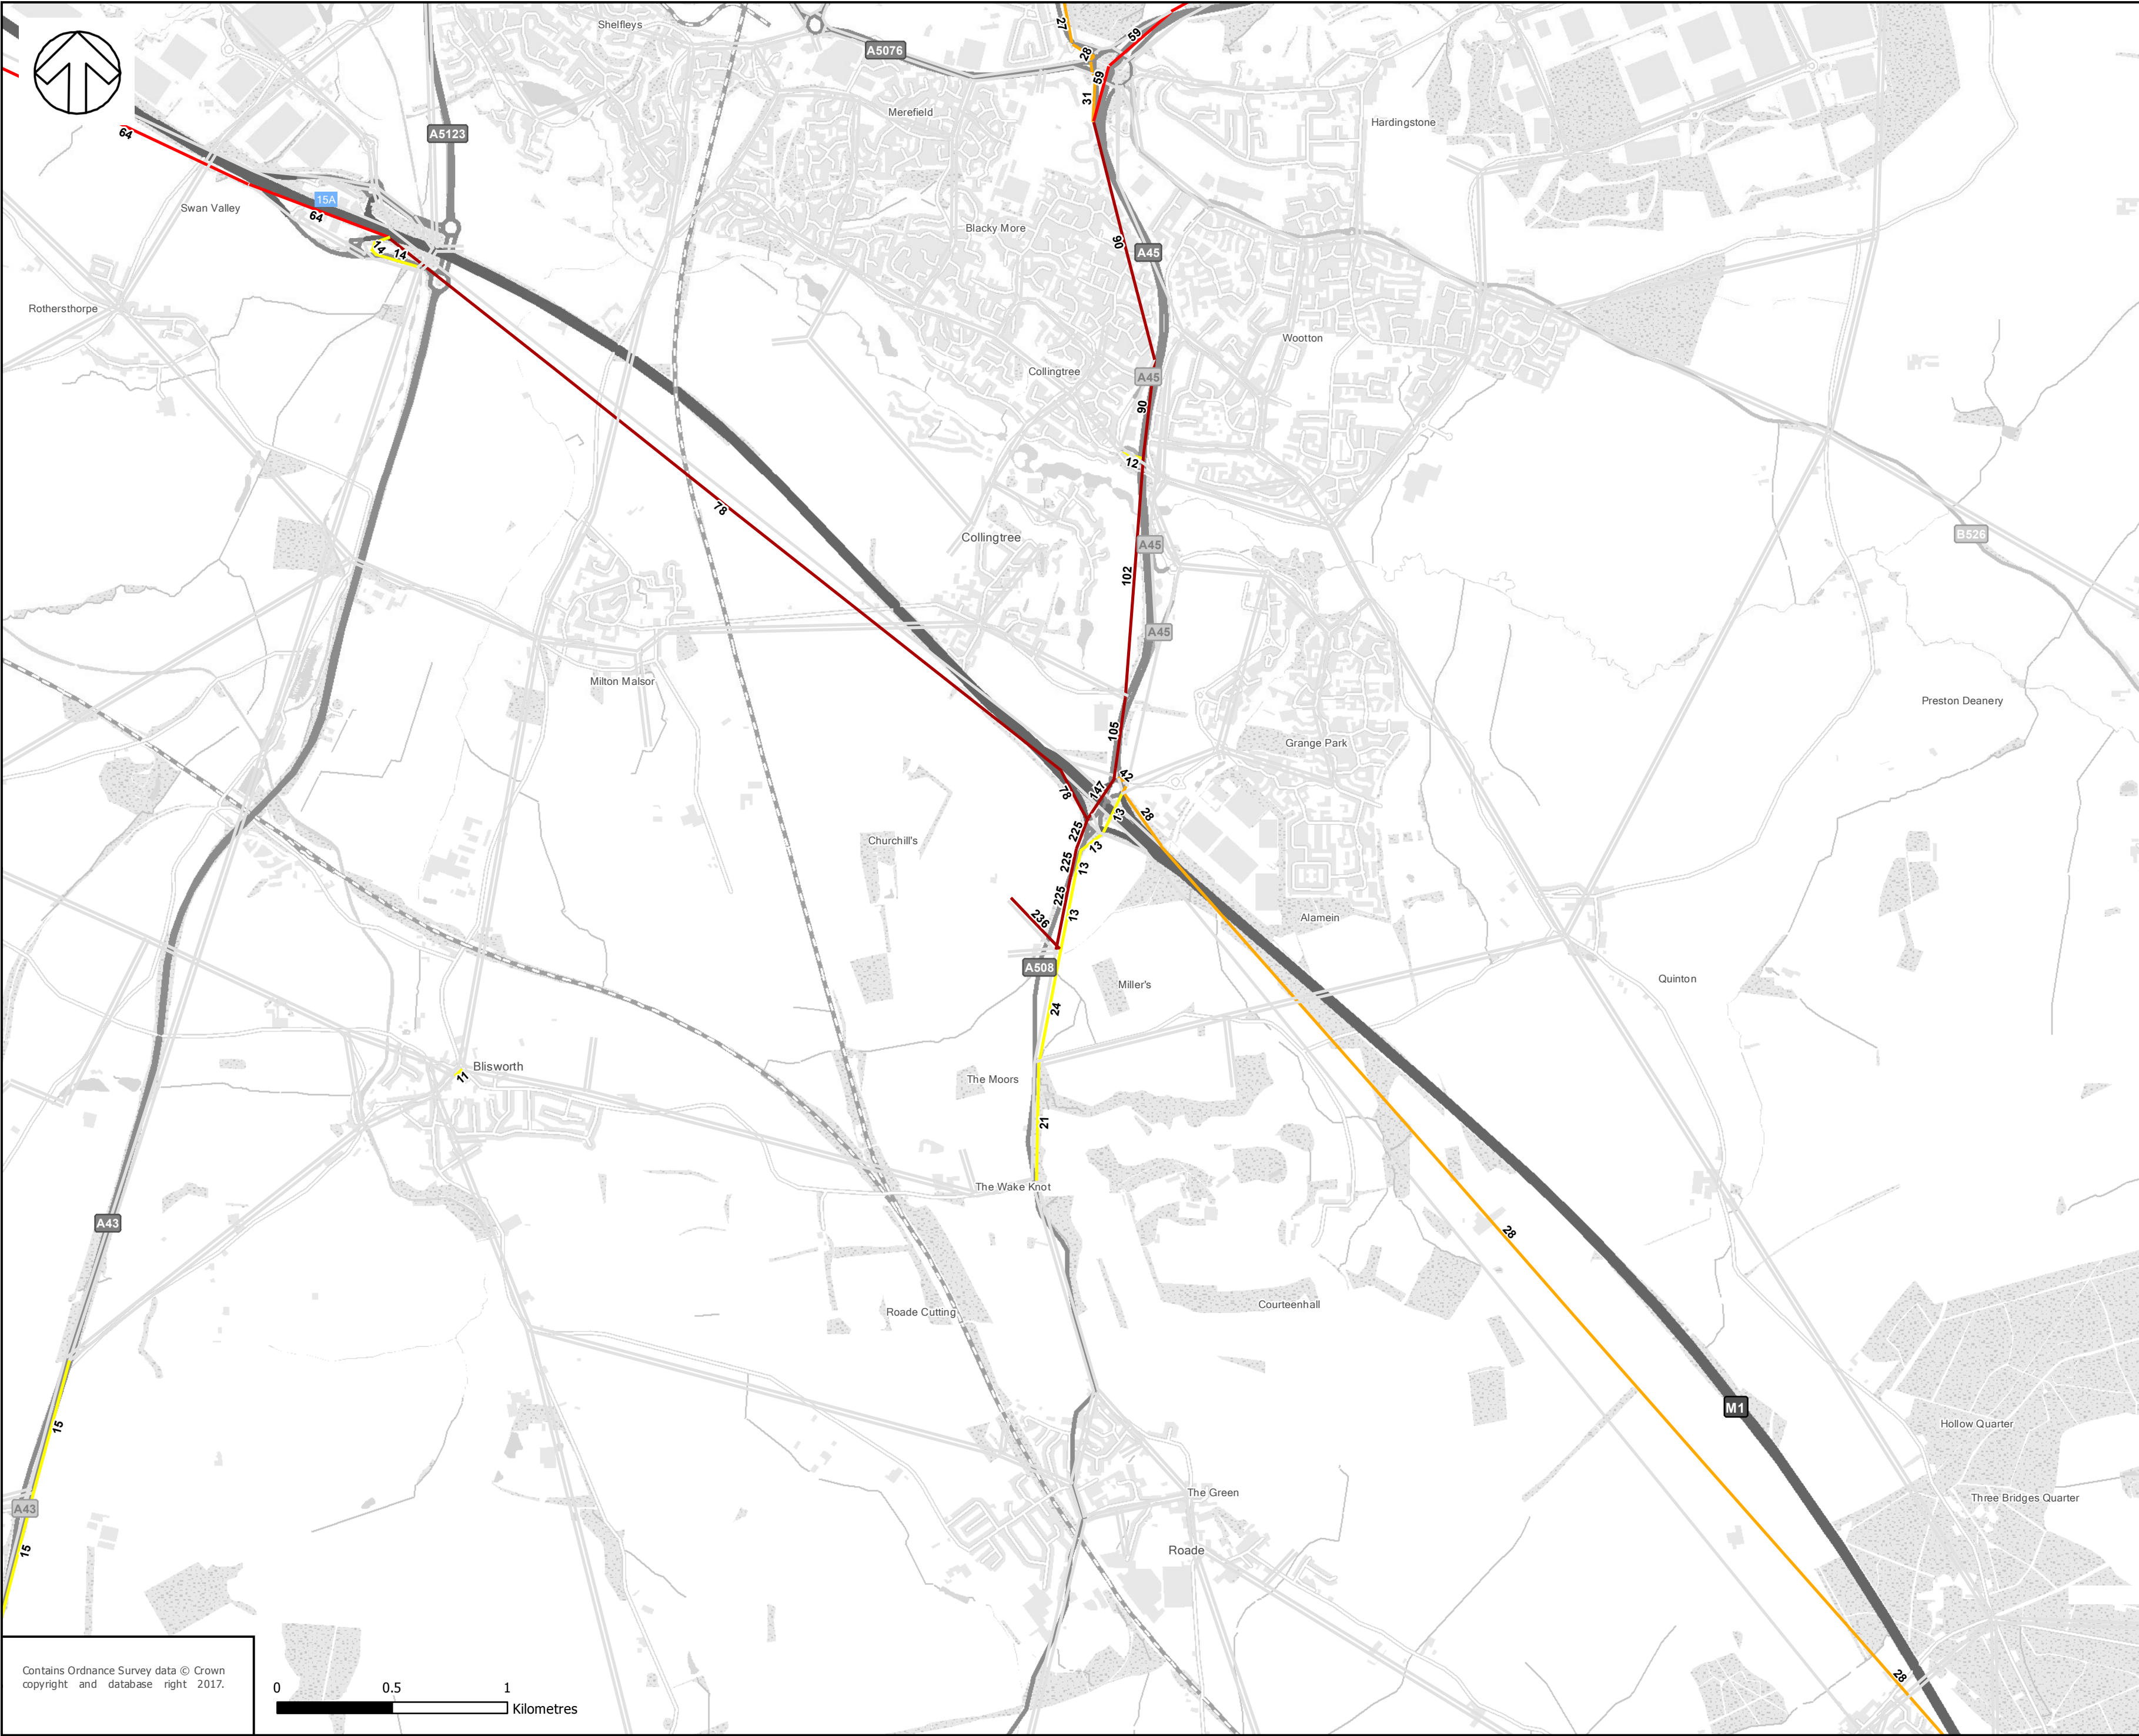 Shelfleys
27
59
A5076
28
59
31
Merefield
Hardingstone
64
A5123
15A
Swan Valley
64
Blacky More
90
A45
14
14
Rothersthorpe
Wootton
Collingtree
A45
90
12
78
Collingtree
A45
B526
102
A45
Milton Malsor
Preston Deanery
105
Grange Park
42
78
147
28
13
225
Churchill's
13
225
13
225
13
236
Alamein
A508
Miller's
Quinton
24
Blisworth
11
The Moors
21
The Wake Knot
A43
28
Roade Cutting
Courteenhall
M1
15
Hollow Quarter
The Green
Three Bridges Quarter
A43
15
Roade
Contains Ordnance Survey data © Crown
copyright and database right 2017.
28
0 0.5 1
Kilometres